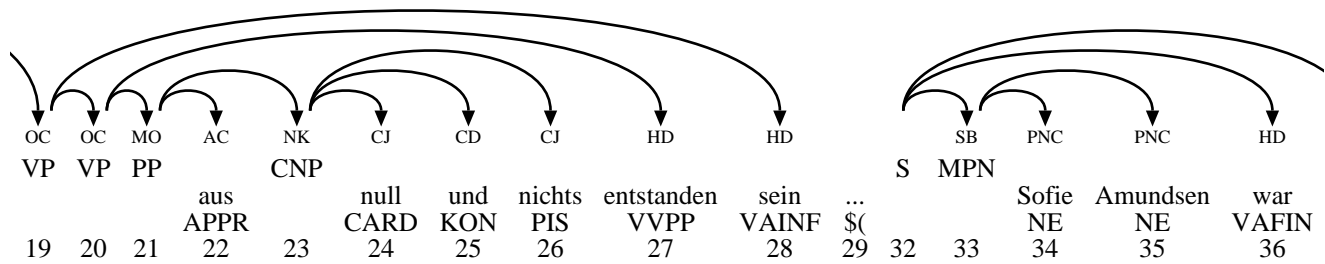 OC OC MO AC NK CJ CD CJ HD HD SB PNC PNC HD
VP VP PP CNP S MPN
aus null und nichts entstanden sein ... Sofie Amundsen war
APPR CARD KON PIS VVPP VAINF $( NE NE VAFIN
19 20 21 22 23 24 25 26 27 28 29 32 33 34 35 36